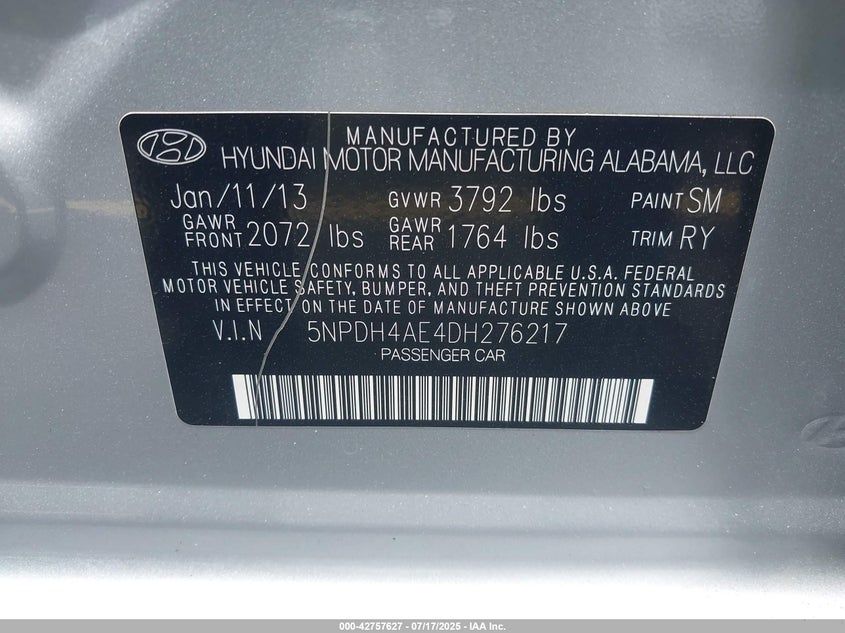 MANUFACTURED BY
HYUNDAI MOTOR MANUFACTURING ALABAMA, LLC
Jan/11/13 GVWR 3792 lbs PAINT SM
GAWR FRONT 2072 lbs GAWR REAR 1764 lbs TRIM RY
THIS VEHICLE CONFORMS TO ALL APPLICABLE U.S.A. FEDERAL
MOTOR VEHICLE SAFETY, BUMPER, AND THEFT PREVENTION STANDARDS
IN EFFECT ON THE DATE OF MANUFACTURE SHOWN ABOVE
V.I.N 5NPDH4AE4DH276217
PASSENGER CAR
000-42757627 - 07/17/2025 - IAA Inc.